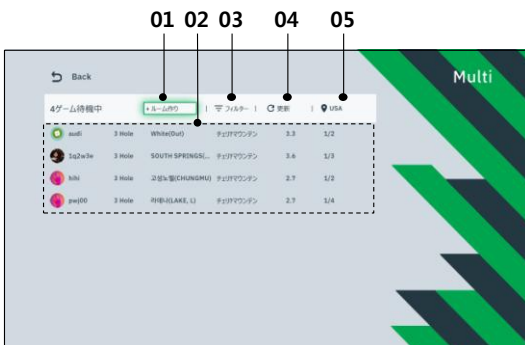 01 02 03 04 05
Back
Multi
4ゲーム待機中 + ルーム作り | フィルター | 更新 | USA
audi 3 Hole White(Out) チェリマウンテン 3.3 1/2
1q2w3e 3 Hole SOUTH SPRINGS(... チェリマウンテン 3.6 1/3
hihi 3 Hole 고성노벨(CHUNGMU) チェリマウンテン 2.7 1/2
pwj00 3 Hole (LAKE, L) チェリマウンテン 2.7 1/4